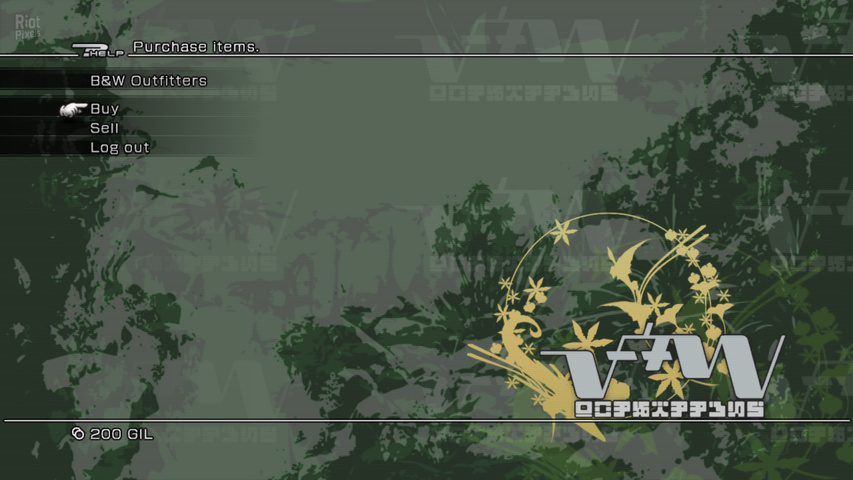 Riot
Pixels
HELP Purchase items.
B&W Outfitters
Buy
Sell
Log out
200 GIL